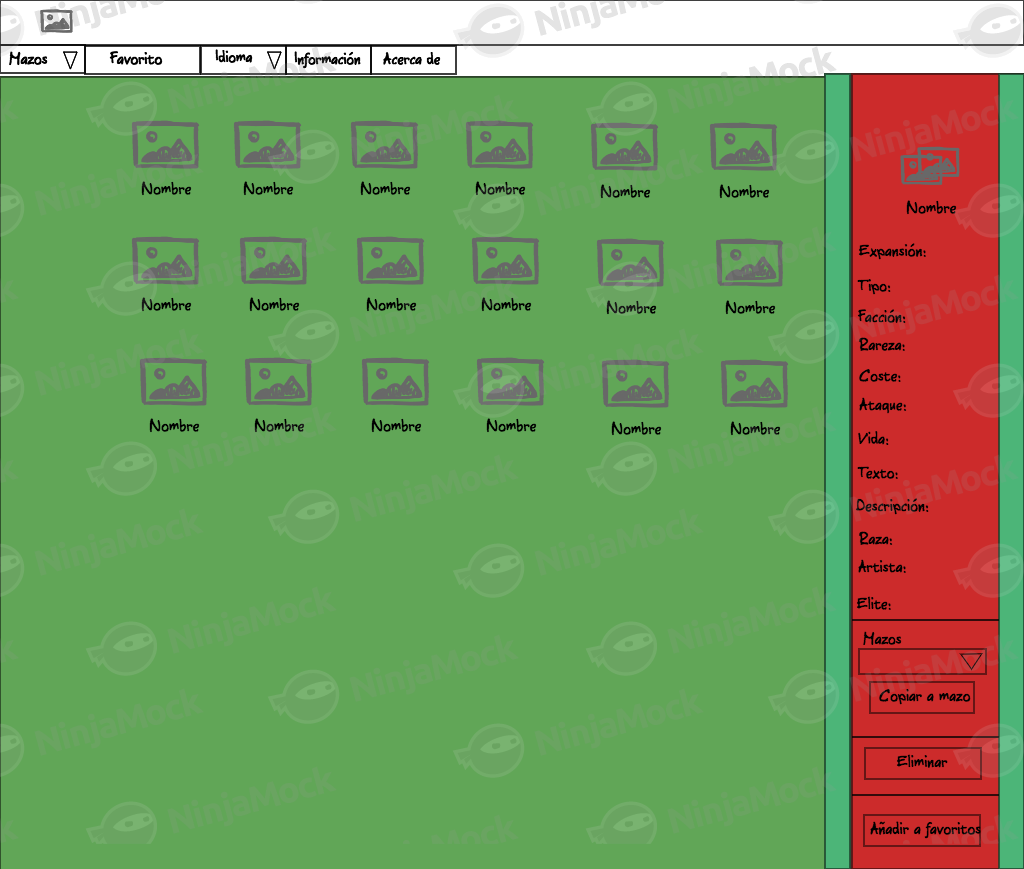 Mazos
Favorito
Idioma
Información
Acerca de
Nombre Nombre Nombre Nombre Nombre Nombre
Nombre Nombre Nombre Nombre Nombre Nombre
Nombre Nombre Nombre Nombre Nombre Nombre
Nombre
Expansión:
Tipo:
Facción:
Rareza:
Coste:
Ataque:
Vida:
Texto:
Descripción:
Raza:
Artista:
Elite:
Mazos
Copiar a mazo
Eliminar
Añadir a favoritos
NinjaMock